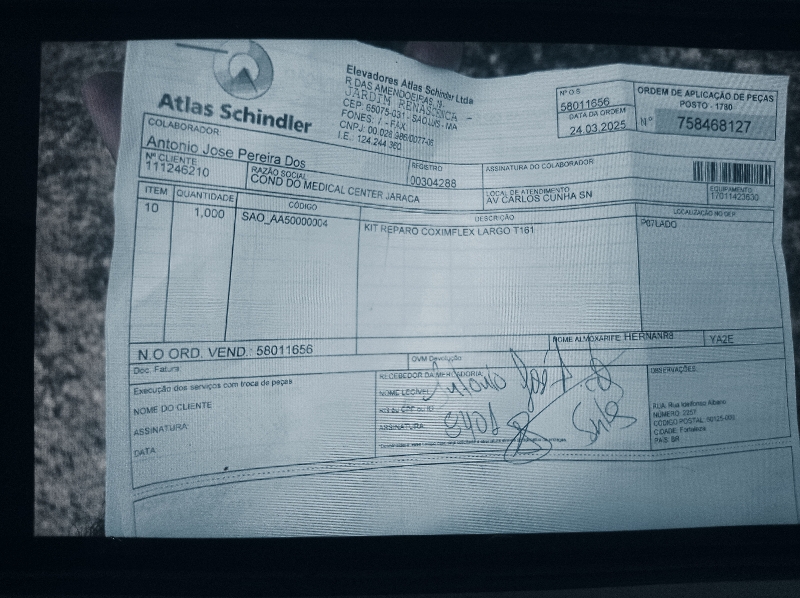 Atlas Schindler
Elevadores Atlas Schindler Ltda
R DAS AMENDOEIRAS, 19
JARDIM RENASCENCA -
CEP: 65075-031 - SAO LUIS - MA
FONES: / - FAX:
CNPJ: 00.028.986/0077-06
I.E.: 124.244.360
Nº O.S.
58011656
DATA DA ORDEM
24.03.2025
ORDEM DE APLICAÇÃO DE PEÇAS
POSTO - 1780
Nº 758468127
COLABORADOR:
Antonio Jose Pereira Dos
REGISTRO
00304288
ASSINATURA DO COLABORADOR
Nº CLIENTE
111246210
RAZÃO SOCIAL
COND DO MEDICAL CENTER JARACA
LOCAL DE ATENDIMENTO
AV CARLOS CUNHA SN
EQUIPAMENTO
ITEM QUANTIDADE CÓDIGO DESCRIÇÃO LOCALIZAÇÃO NO DEP.
10 1,000 SAO_AA50000004 KIT REPARO COXIMFLEX LARGO T161 P07LADO
N.O ORD. VEND.: 58011656
NOME ALMOXARIFE: HERNANRS YA2E
Doc. Fatura
OVM Devolução
Execução dos serviços com troca de peças
NOME DO CLIENTE
ASSINATURA:
DATA:
RECEBEDOR DA MERCADORIA:
NOME LEGÍVEL: Antonio José
ASSINATURA:
OBSERVAÇÕES:
RUA: Rua Ildefonso Albano
NÚMERO: 2257
CÓDIGO POSTAL: 60125-000
CIDADE: Fortaleza
PAÍS: BR